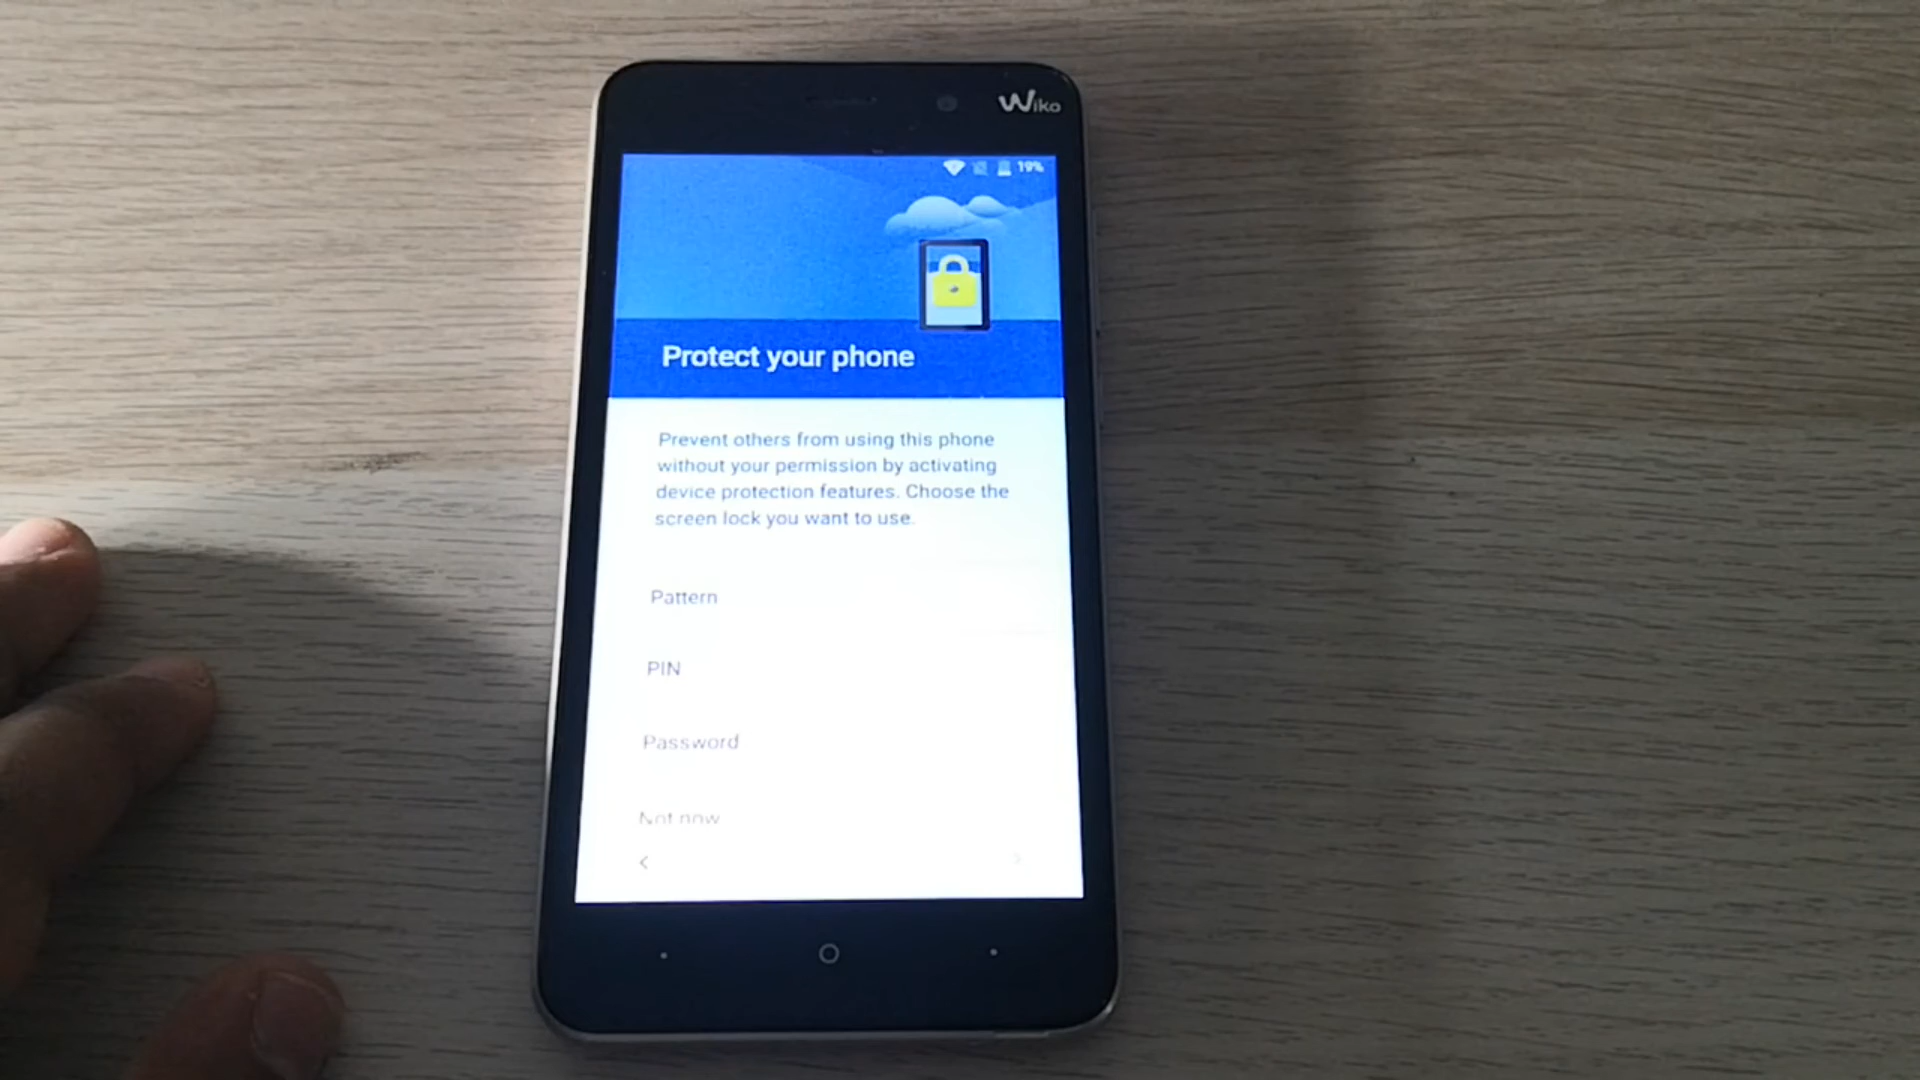 Wiko
19%
Protect your phone
Prevent others from using this phone
without your permission by activating
device protection features. Choose the
screen lock you want to use.
Pattern
PIN
Password
Not now